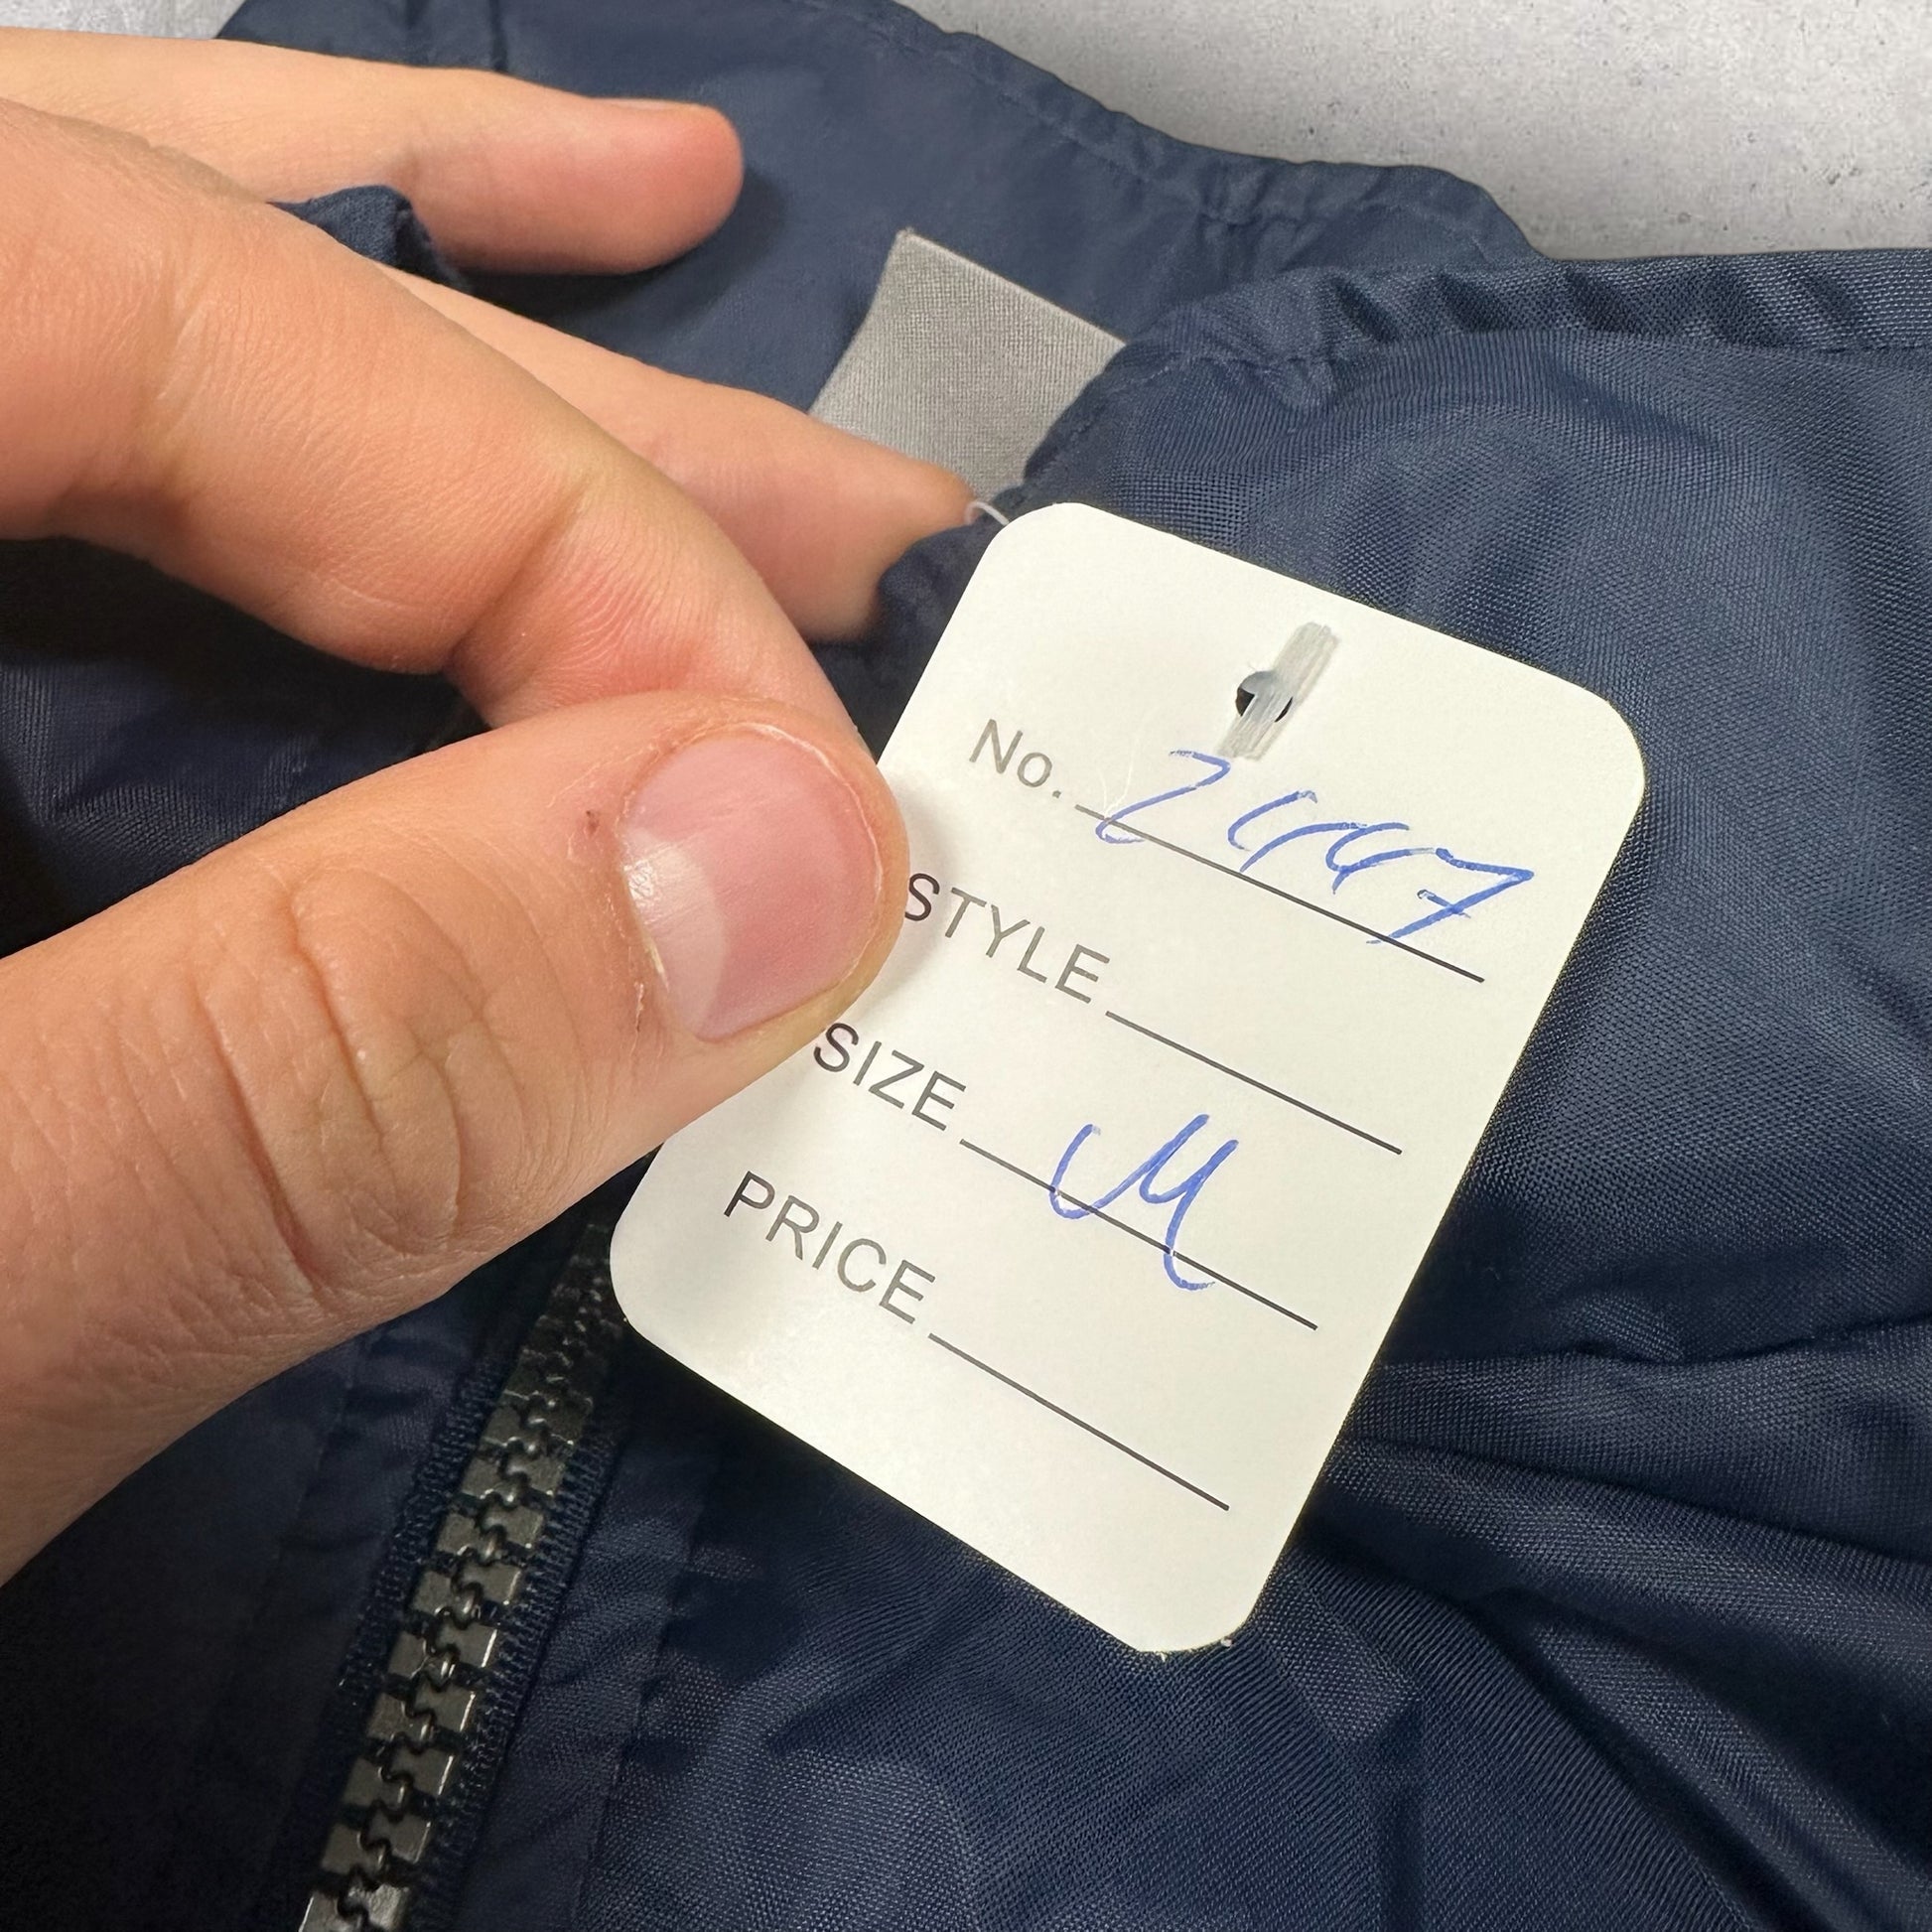 No. 2447
STYLE
SIZE M
PRICE